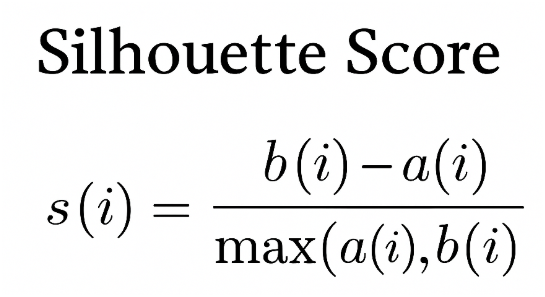 Silhouette Score
s(i) = b(i) − a(i) / max(a(i),b(i)